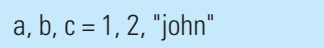 a, b, c = 1, 2, "john"